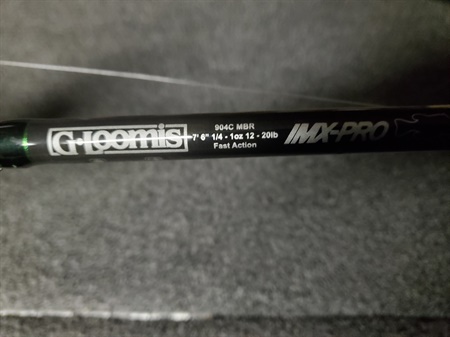 G-Loomis
904C MBR
7' 6" 1/4 - 1oz 12 - 20lb
Fast Action
IMX-PRO